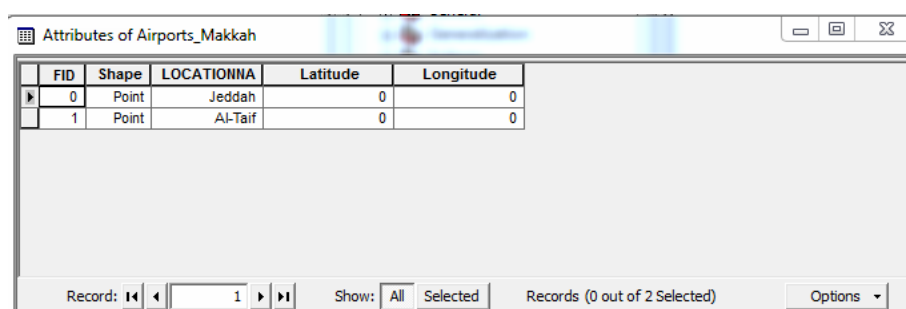 Attributes of Airports_Makkah
FID Shape LOCATIONNA Latitude Longitude
0 Point Jeddah 0 0
1 Point Al-Taif 0 0
Record: 1 Show: All Selected Records (0 out of 2 Selected) Options